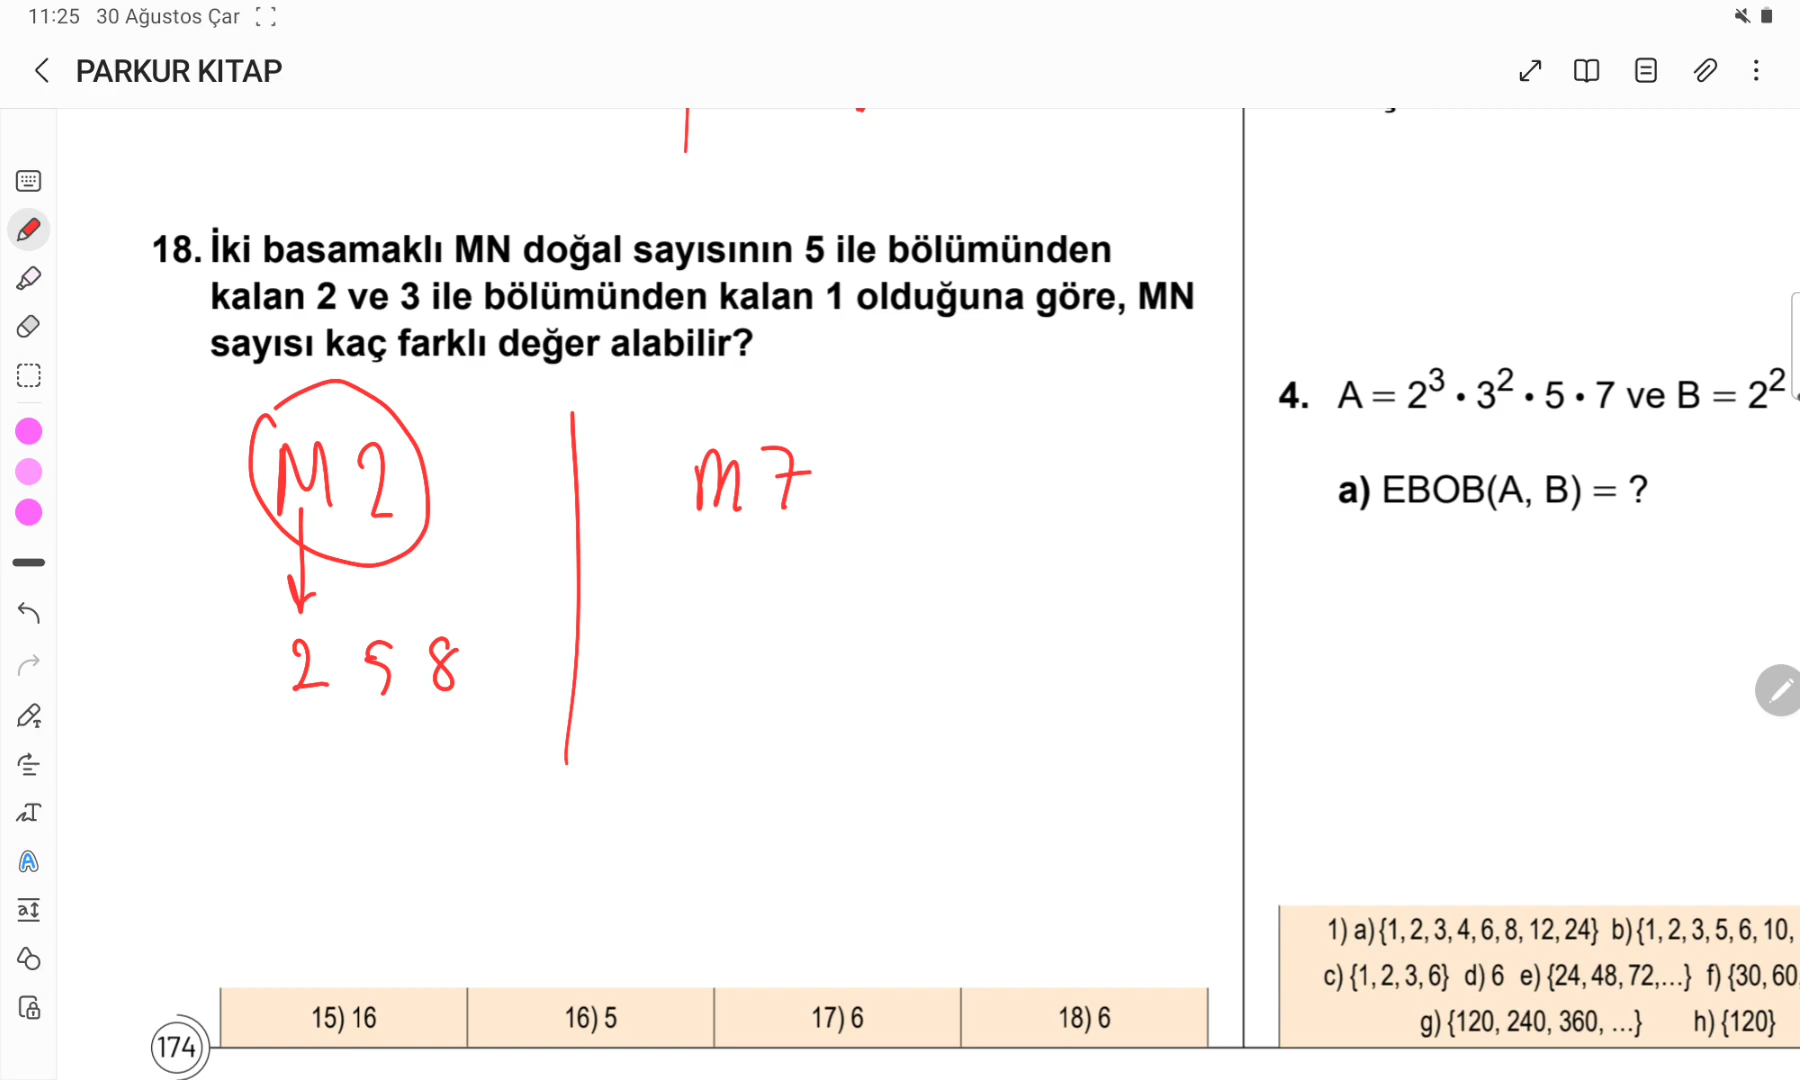 11:25 30 Ağustos Çar
PARKUR KITAP
18. İki basamaklı MN doğal sayısının 5 ile bölümünden
kalan 2 ve 3 ile bölümünden kalan 1 olduğuna göre, MN
sayısı kaç farklı değer alabilir?
M 2
m 7
2 5 8
15) 16 16) 5 17) 6 18) 6
174
4. A = 2³ • 3² • 5 • 7 ve B = 2²
a) EBOB(A, B) = ?
1) a) {1, 2, 3, 4, 6, 8, 12, 24} b) {1, 2, 3, 5, 6, 10,
c) {1, 2, 3, 6} d) 6 e) {24, 48, 72,...} f) {30, 60,
g) {120, 240, 360, ...} h) {120}